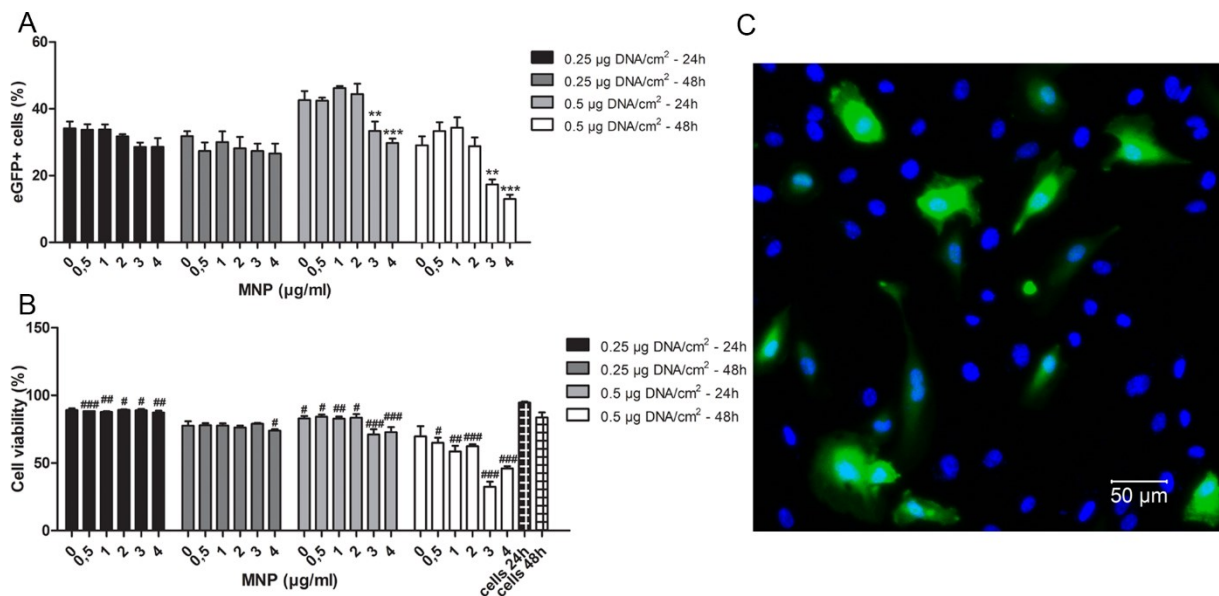 A
60
40
20
0
eGFP+ cells (%)
** *** ** ***
0 0,5 1 2 3 4 0 0,5 1 2 3 4 0 0,5 1 2 3 4 0 0,5 1 2 3 4
MNP (µg/ml)
0.25 µg DNA/cm² - 24h
0.25 µg DNA/cm² - 48h
0.5 µg DNA/cm² - 24h
0.5 µg DNA/cm² - 48h
B
150
100
50
0
Cell viability (%)
### ## # # ## # # # ## # ### ### # ## ### ### ###
0 0,5 1 2 3 4 0 0,5 1 2 3 4 0 0,5 1 2 3 4 0 0,5 1 2 3 4 cells 24h cells 48h
MNP (µg/ml)
0.25 µg DNA/cm² - 24h
0.25 µg DNA/cm² - 48h
0.5 µg DNA/cm² - 24h
0.5 µg DNA/cm² - 48h
C
50 µm